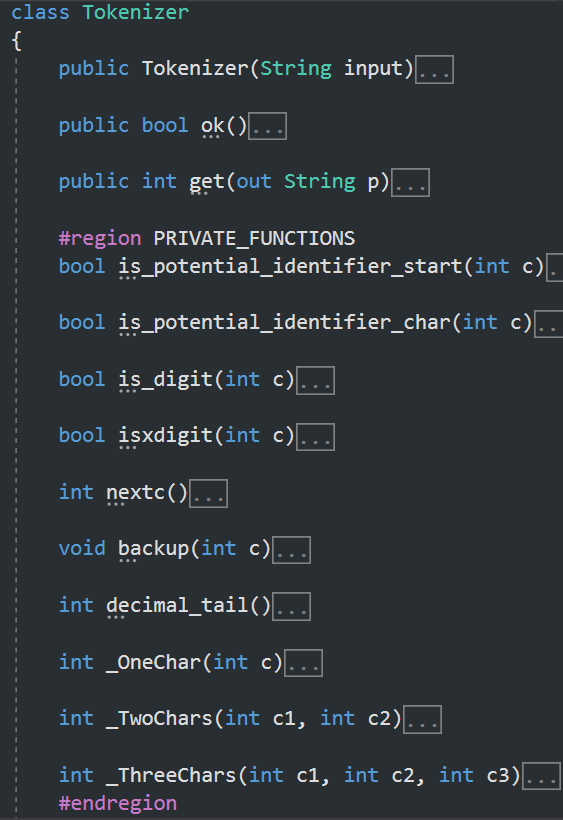 class Tokenizer
{
public Tokenizer(String input)...
public bool ok()...
public int get(out String p)...
#region PRIVATE_FUNCTIONS
bool is_potential_identifier_start(int c).
bool is_potential_identifier_char(int c)..
bool is_digit(int c)...
bool isxdigit(int c)...
int nextc()...
void backup(int c)...
int decimal_tail()...
int _OneChar(int c)...
int _TwoChars(int c1, int c2)...
int _ThreeChars(int c1, int c2, int c3)...
#endregion